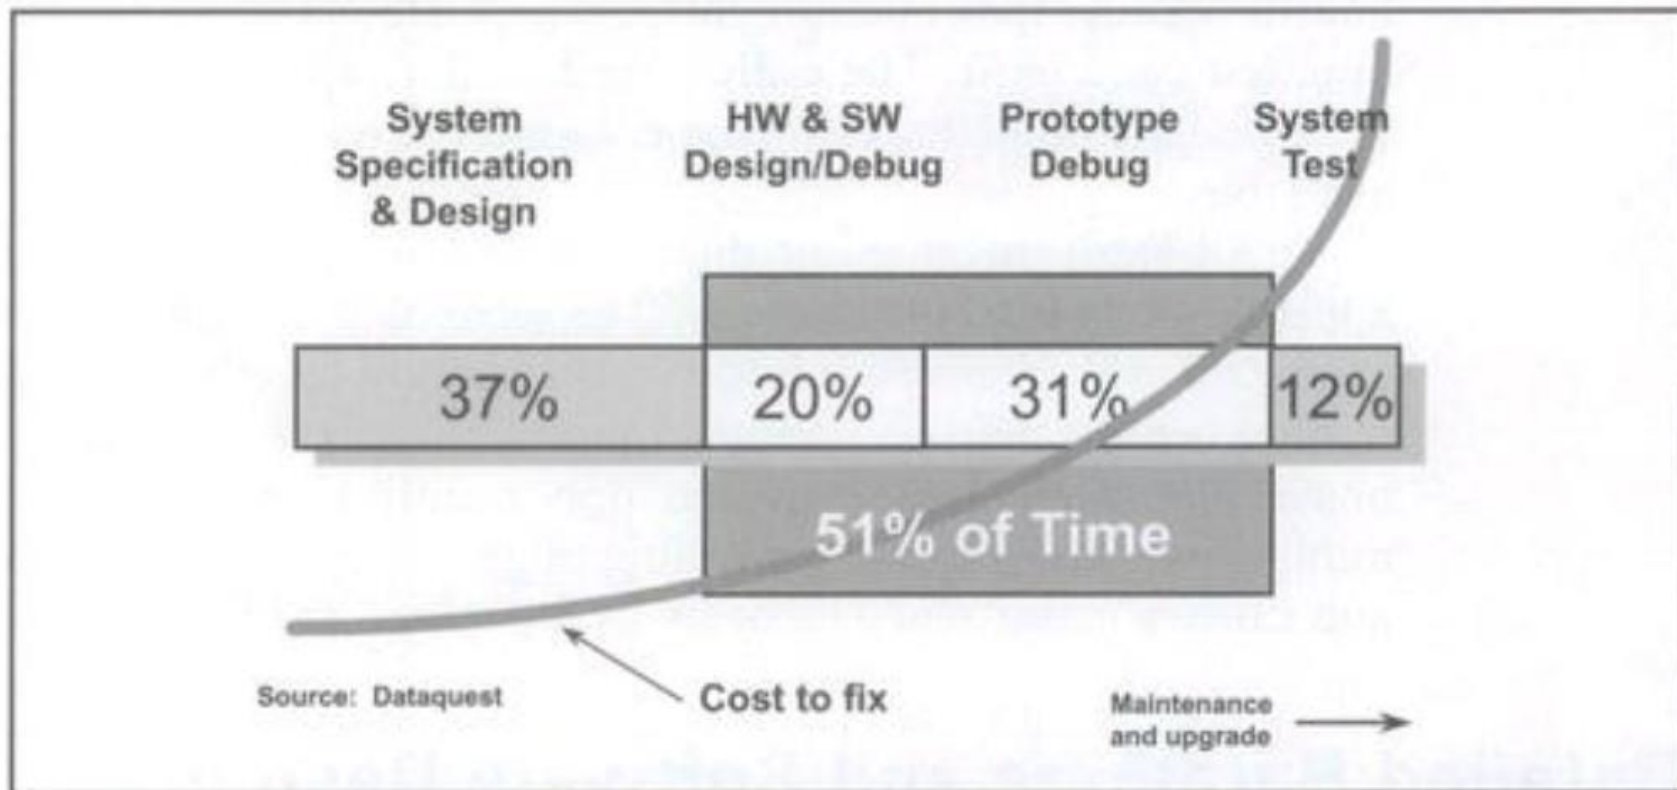 System
Specification
& Design
HW & SW
Design/Debug
Prototype
Debug
System
Test
37%
20%
31%
12%
51% of Time
Source: Dataquest
Cost to fix
Maintenance
and upgrade